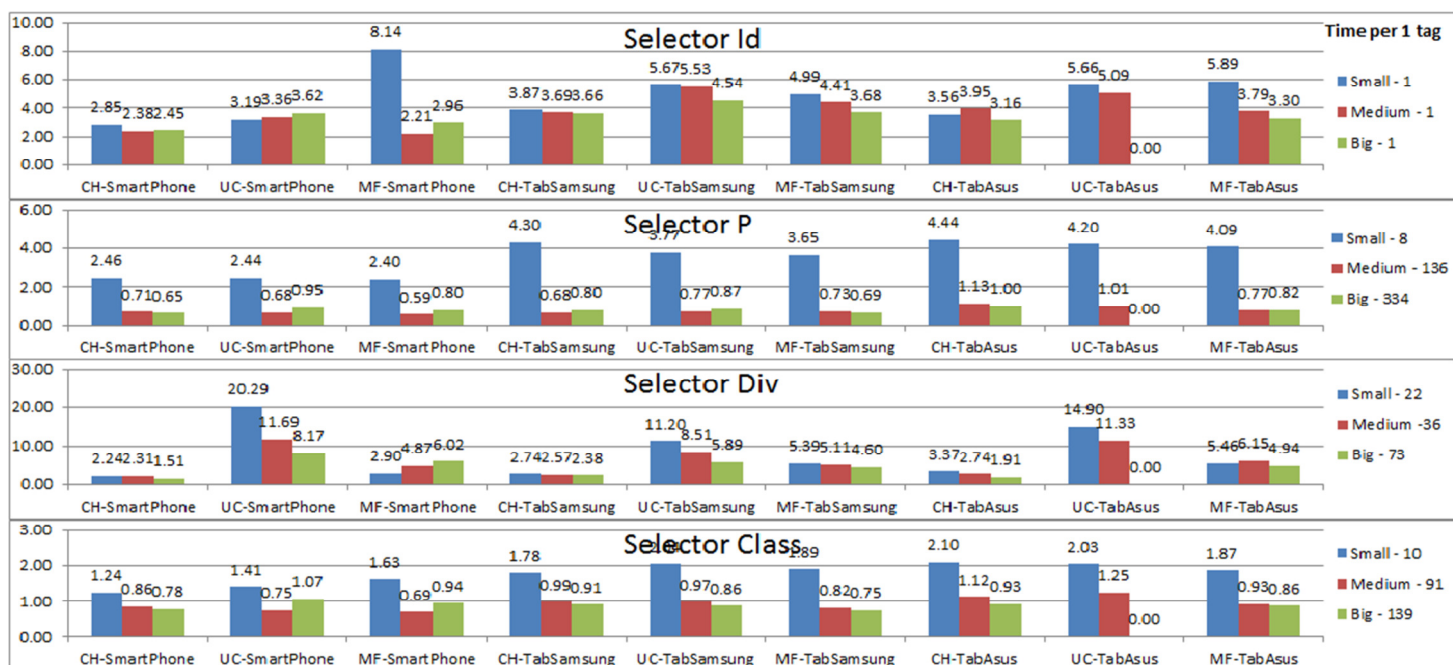 Selector Id
Time per 1 tag
10.00
8.00
6.00
4.00
2.00
0.00
2.85 2.38 2.45
3.19 3.36 3.62
8.14 2.21 2.96
3.87 3.69 3.66
5.67 5.53 4.54
4.99 4.41 3.68
3.56 3.95 3.16
5.66 5.09 0.00
5.89 3.79 3.30
CH-SmartPhone UC-SmartPhone MF-SmartPhone CH-TabSamsung UC-TabSamsung MF-TabSamsung CH-TabAsus UC-TabAsus MF-TabAsus
Small - 1
Medium - 1
Big - 1
Selector P
6.00
4.00
2.00
0.00
2.46 0.71 0.65
2.44 0.68 0.95
2.40 0.59 0.80
4.30 0.68 0.80
3.77 0.77 0.87
3.65 0.73 0.69
4.44 1.13 1.00
4.20 1.01 0.00
4.09 0.77 0.82
CH-SmartPhone UC-SmartPhone MF-SmartPhone CH-TabSamsung UC-TabSamsung MF-TabSamsung CH-TabAsus UC-TabAsus MF-TabAsus
Small - 8
Medium - 136
Big - 334
Selector Div
30.00
20.00
10.00
0.00
2.24 2.31 1.51
20.29 11.69 8.17
2.90 4.87 6.02
2.74 2.57 2.38
11.20 8.51 5.89
5.39 5.11 4.60
3.37 2.74 1.91
14.90 11.33 0.00
5.46 6.15 4.94
CH-SmartPhone UC-SmartPhone MF-SmartPhone CH-TabSamsung UC-TabSamsung MF-TabSamsung CH-TabAsus UC-TabAsus MF-TabAsus
Small - 22
Medium -36
Big - 73
Selector Class
3.00
2.00
1.00
0.00
1.24 0.86 0.78
1.41 0.75 1.07
1.63 0.69 0.94
1.78 0.99 0.91
0.97 0.86
1.89 0.82 0.75
2.10 1.12 0.93
2.03 1.25 0.00
1.87 0.93 0.86
CH-SmartPhone UC-SmartPhone MF-SmartPhone CH-TabSamsung UC-TabSamsung MF-TabSamsung CH-TabAsus UC-TabAsus MF-TabAsus
Small - 10
Medium - 91
Big - 139